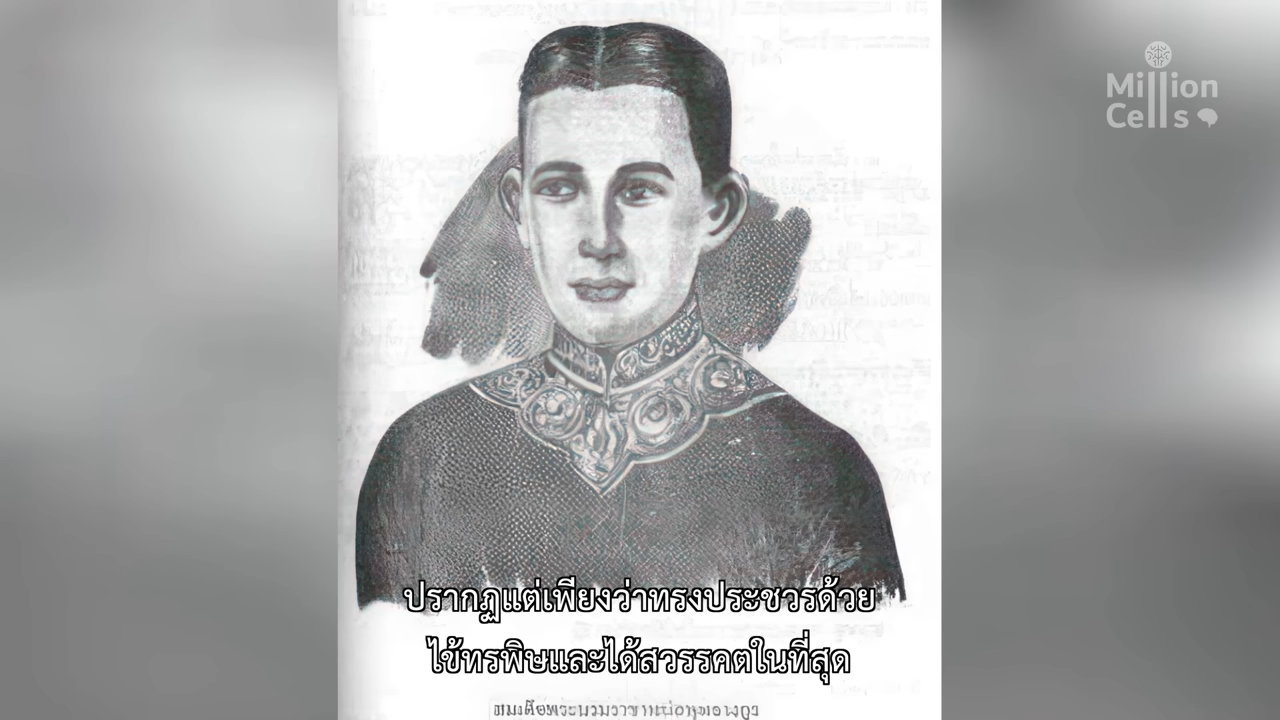 Million
Cells
ปรากฏแต่เพียงว่าทรงประชวรด้วย
ไข้ทรพิษและได้สวรรคตในที่สุด